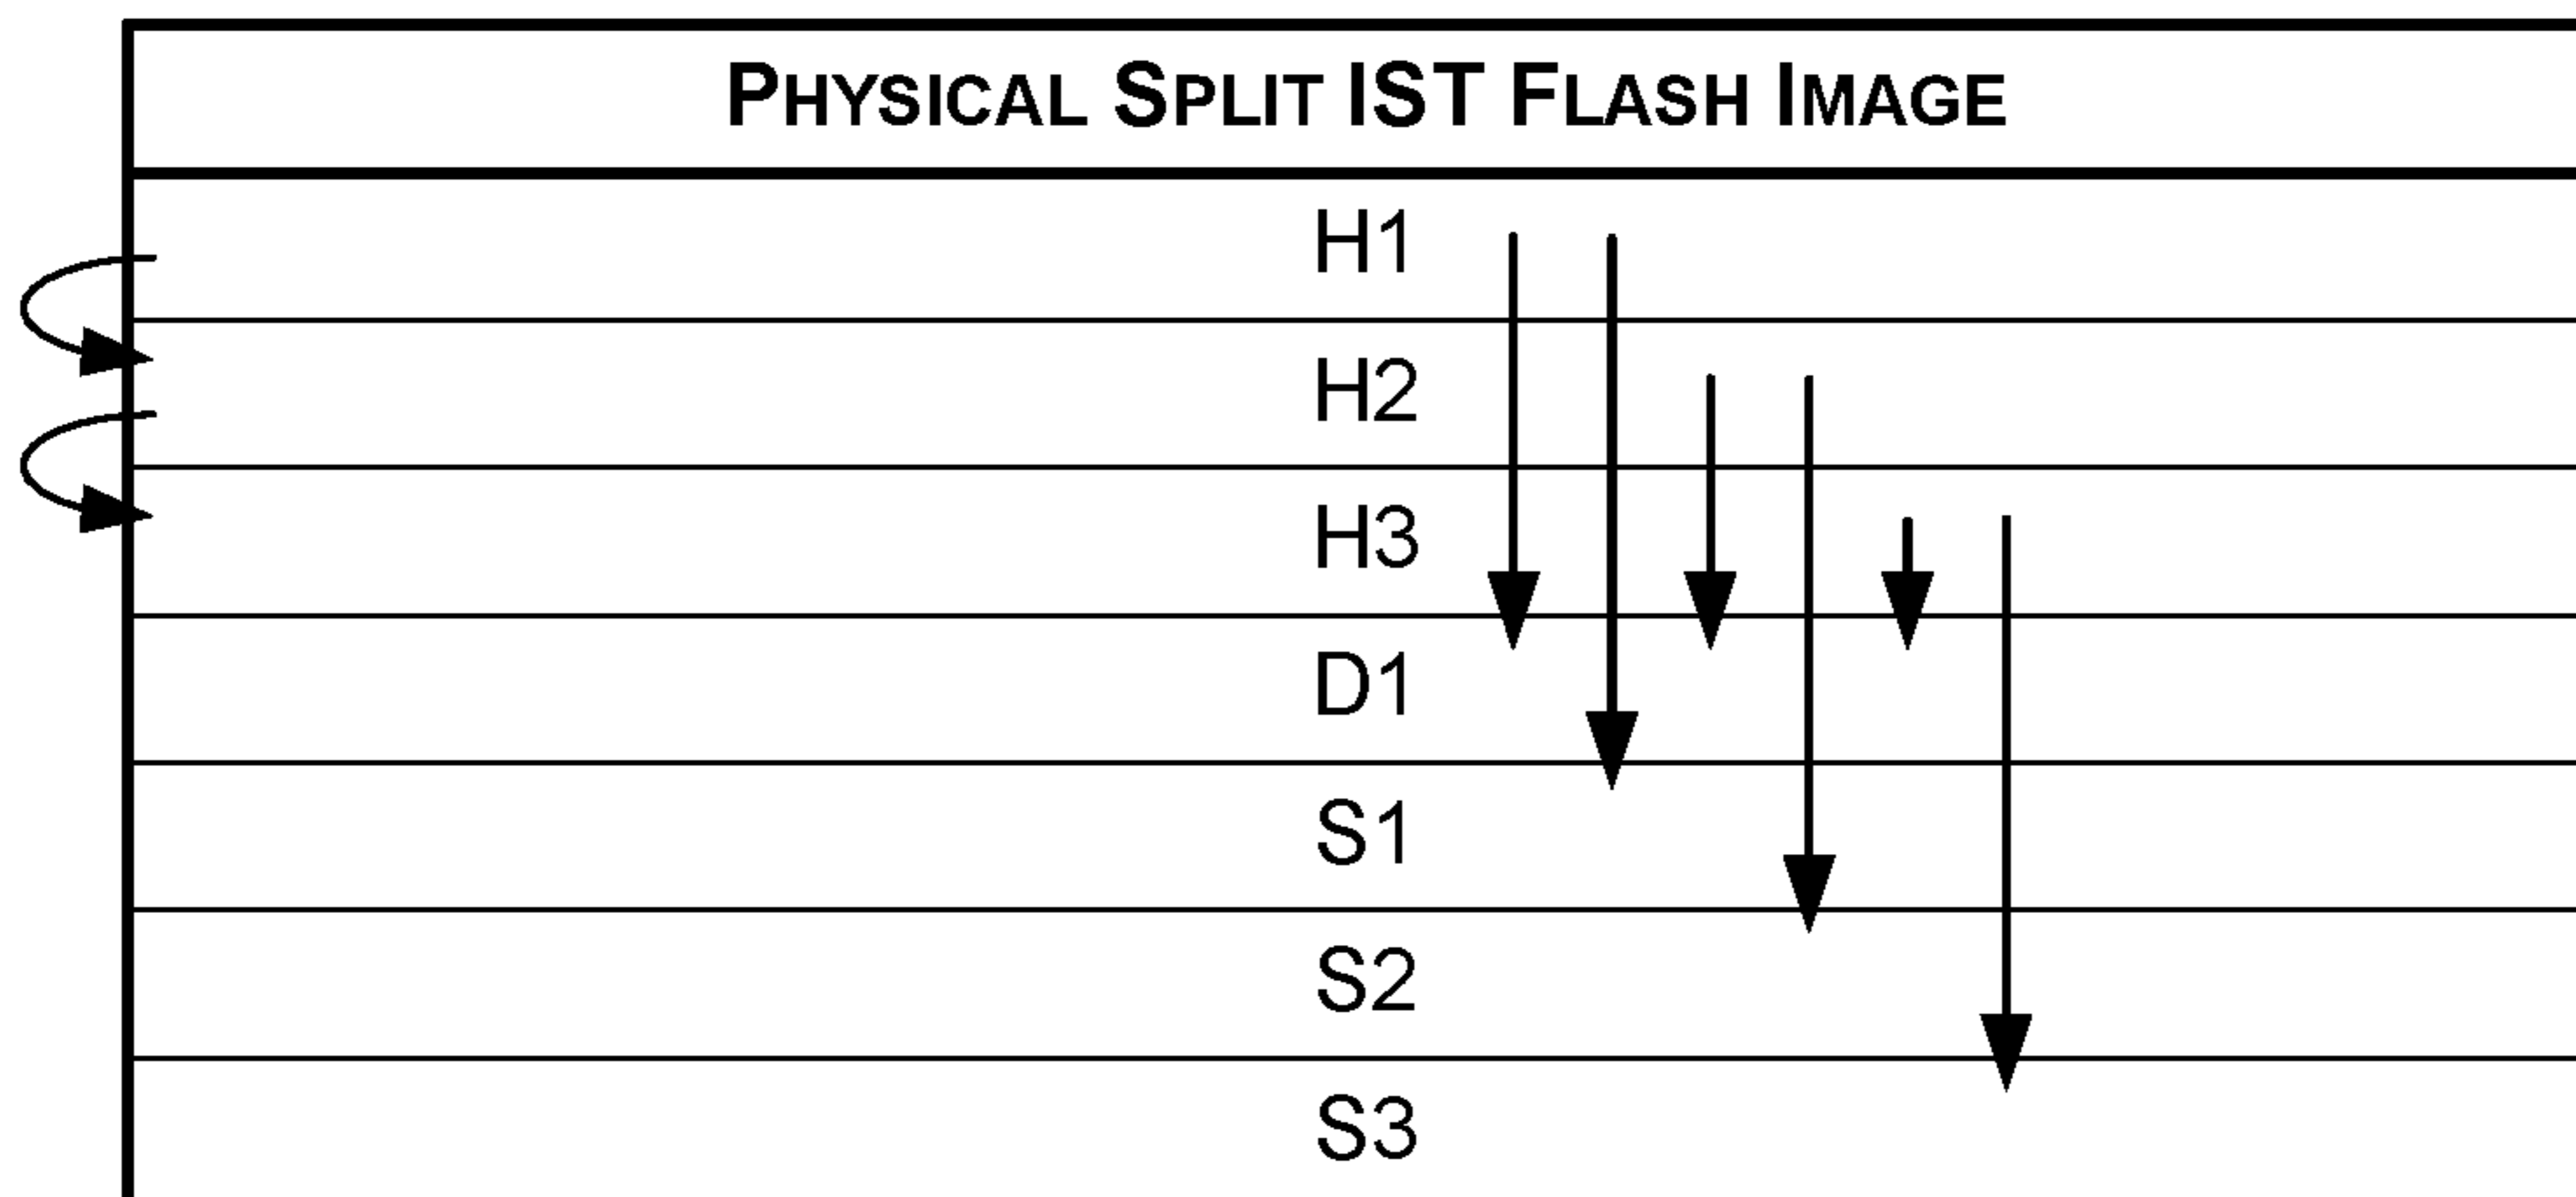 PHYSICAL SPLIT IST FLASH IMAGE
H1
H2
H3
D1
S1
S2
S3